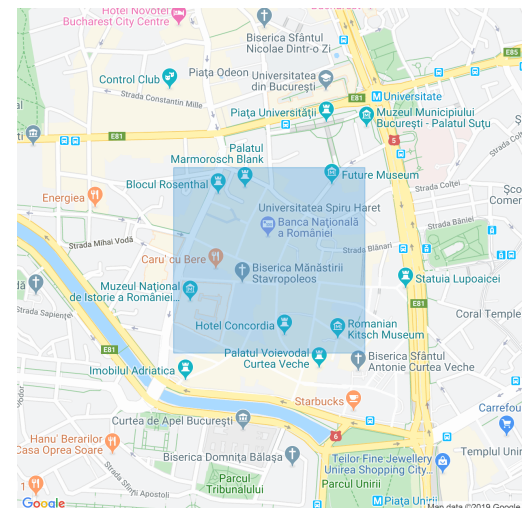 Hotel Novotel
Bucharest City Centre
Biserica Sfântul
Nicolae Dintr-o Zi
E85
Piața Odeon
Control Club
Universitatea
din București
Strada Constantin Mille
E81
Universitate
Piața Universității
Muzeul Municipiului
București - Palatul Suțu
E81
5
Palatul
Marmorosch Blank
Strada Colței
Future Museum
Blocul Rosenthal
Energiea
Universitatea Spiru Haret
Strada Băniei
Banca Națională
a României
Strada Mihai Vodă
Strada Blănari
Caru' cu Bere
Biserica Mănăstirii
Stavropoleos
Statuia Lupoaicei
Muzeul Național
de Istorie a României...
E81
Strada Sapienței
Coral Temple
Hotel Concordia
Romanian
Kitsch Museum
E81
Palatul Voievodal
Curtea Veche
Biserica Sfântul
Antonie Curtea Veche
Imobilul Adriatica
Starbucks
Carrefou
Curtea de Apel București
6
Hanu' Berarilor
Casa Oprea Soare
Templul Unir
Biserica Domnița Bălașa
Teilor Fine Jewellery
Unirea Shopping City...
Strada Sfinții Apostoli
Parcul
Tribunalului
Parcul Unirii
Piața Unirii
Google
Map data ©2019 Google